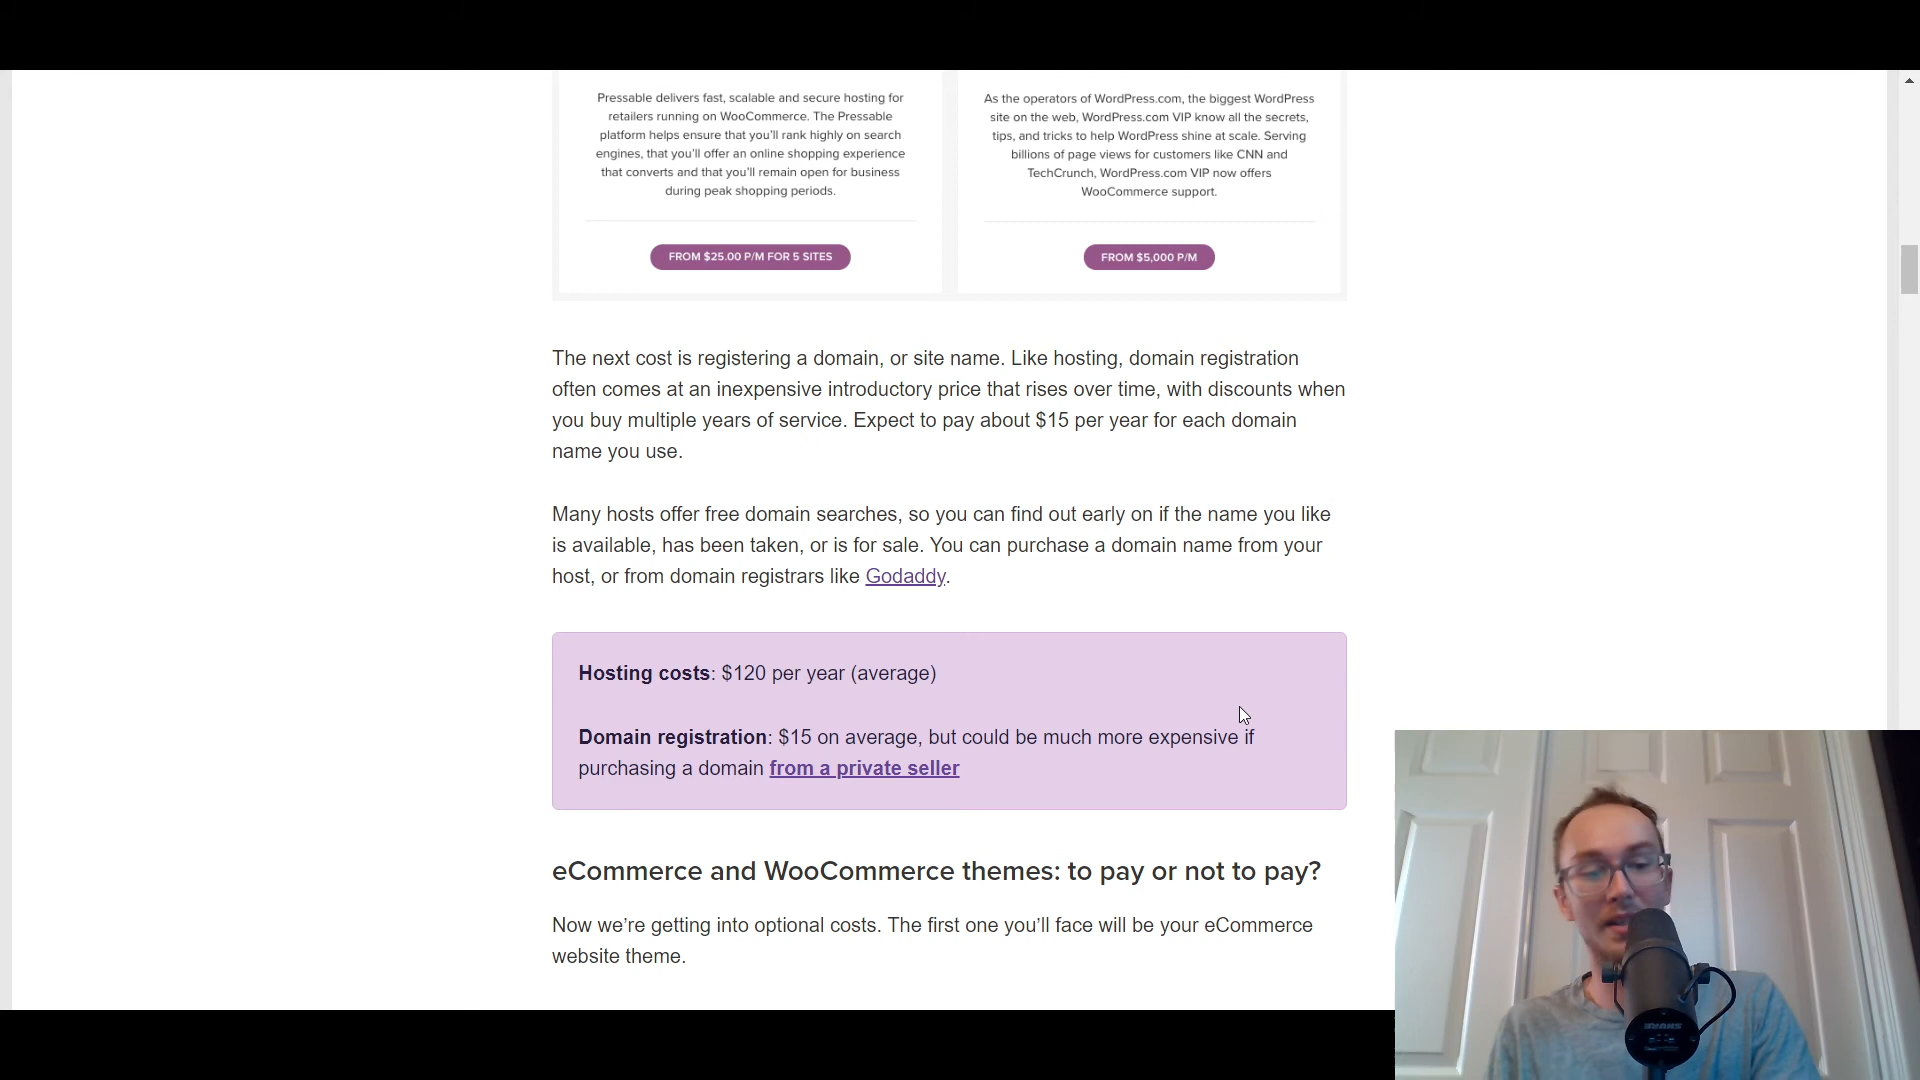 Pressable delivers fast, scalable and secure hosting for
retailers running on WooCommerce. The Pressable
platform helps ensure that you'll rank highly on search
engines, that you'll offer an online shopping experience
that converts and that you'll remain open for business
during peak shopping periods.
FROM $25.00 P/M FOR 5 SITES
As the operators of WordPress.com, the biggest WordPress
site on the web, WordPress.com VIP know all the secrets,
tips, and tricks to help WordPress shine at scale. Serving
billions of page views for customers like CNN and
TechCrunch, WordPress.com VIP now offers
WooCommerce support.
FROM $5,000 P/M
The next cost is registering a domain, or site name. Like hosting, domain registration
often comes at an inexpensive introductory price that rises over time, with discounts when
you buy multiple years of service. Expect to pay about $15 per year for each domain
name you use.
Many hosts offer free domain searches, so you can find out early on if the name you like
is available, has been taken, or is for sale. You can purchase a domain name from your
host, or from domain registrars like Godaddy.
Hosting costs: $120 per year (average)
Domain registration: $15 on average, but could be much more expensive if
purchasing a domain from a private seller
eCommerce and WooCommerce themes: to pay or not to pay?
Now we're getting into optional costs. The first one you'll face will be your eCommerce
website theme.